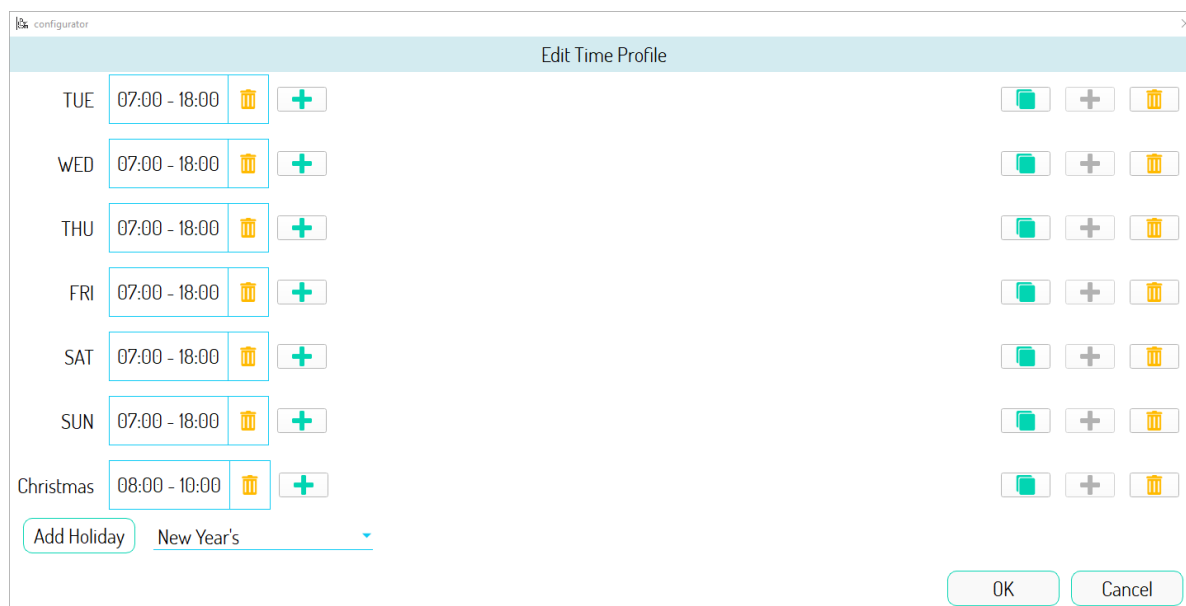 configurator
Edit Time Profile
TUE 07:00 - 18:00
WED 07:00 - 18:00
THU 07:00 - 18:00
FRI 07:00 - 18:00
SAT 07:00 - 18:00
SUN 07:00 - 18:00
Christmas 08:00 - 10:00
Add Holiday New Year's
OK Cancel